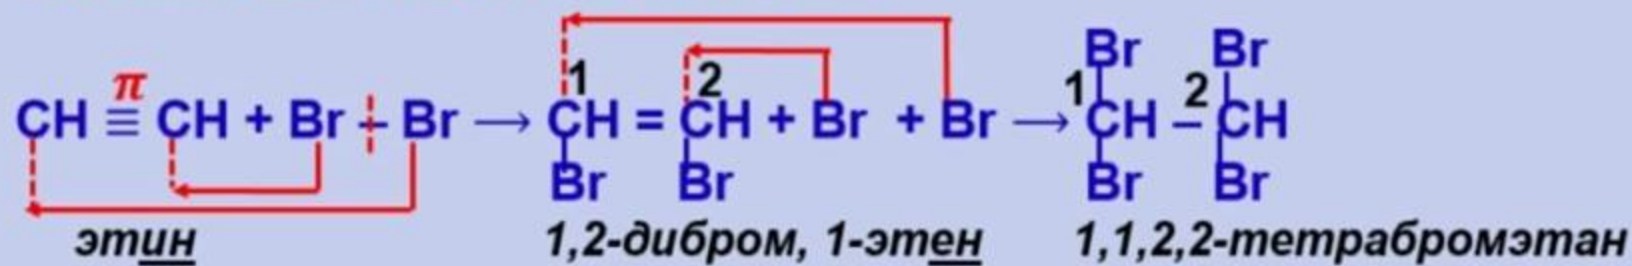 Br Br
π 1 2 1 2
CH ≡ CH + Br – Br → CH = CH + Br + Br → CH – CH
Br Br Br Br
этин 1,2-дибром, 1-этен 1,1,2,2-тетрабромэтан